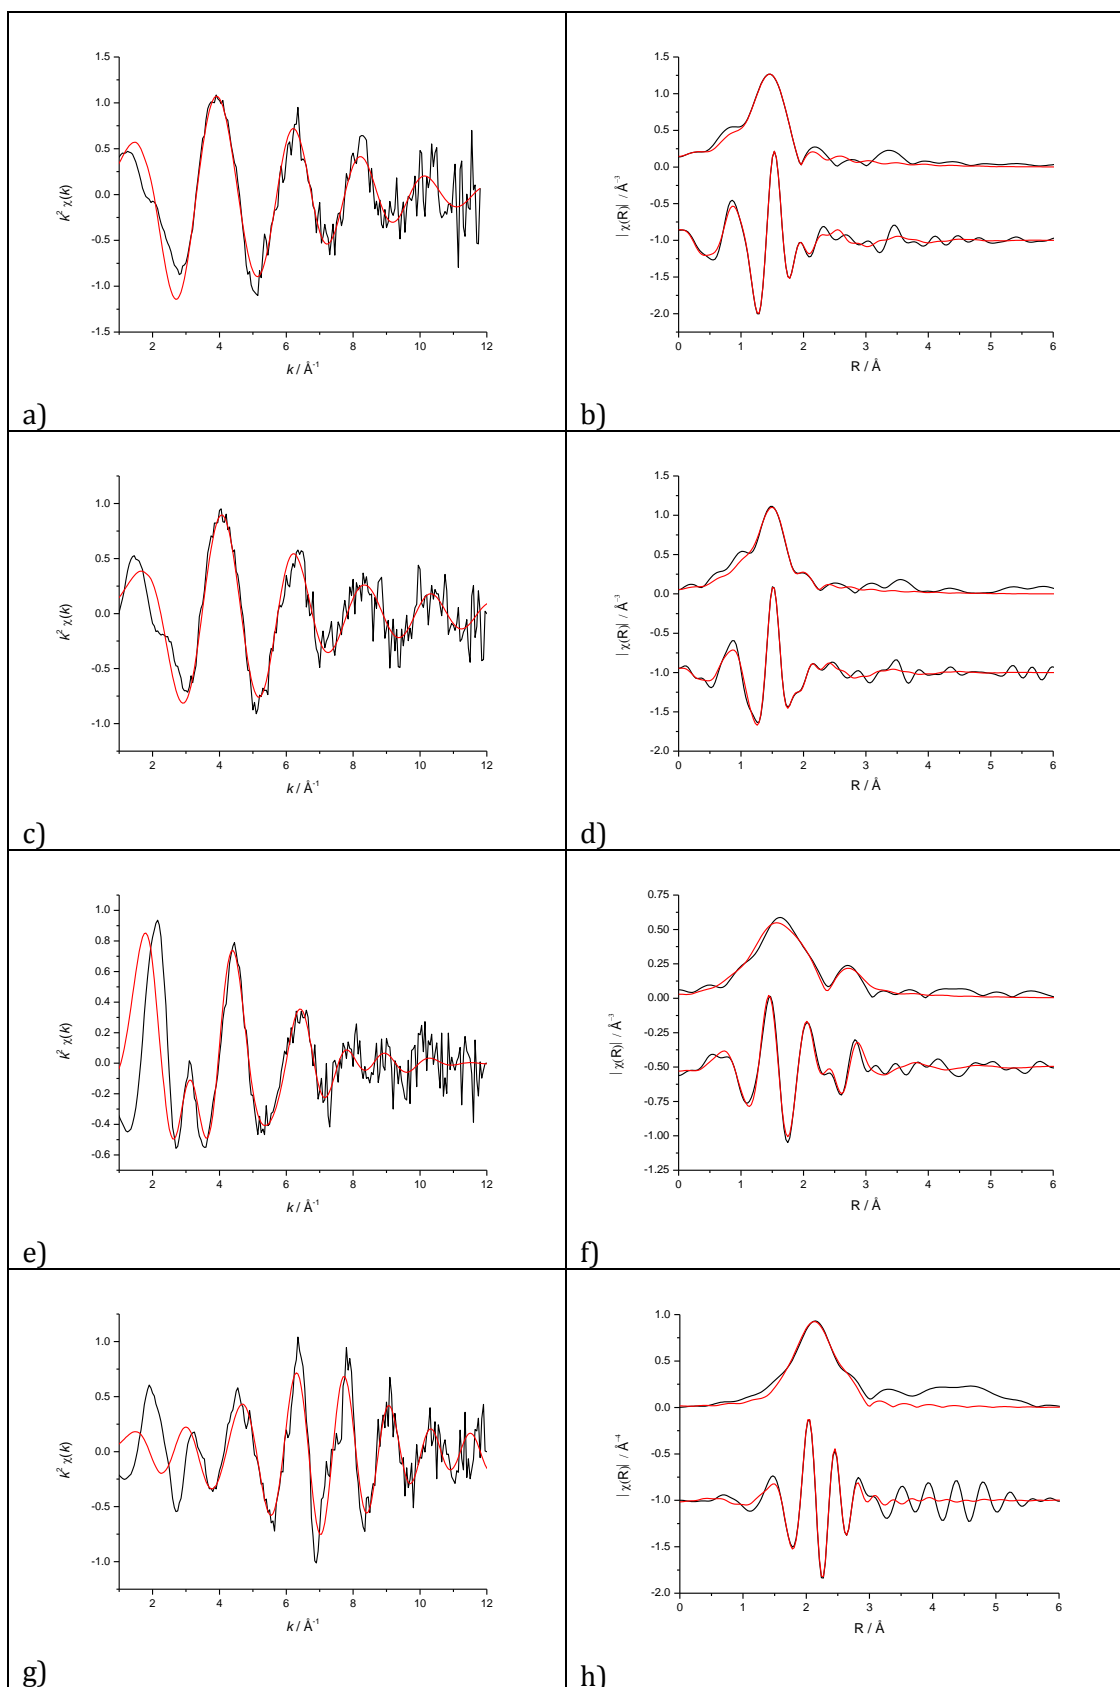 1.5
1.0
0.5
0.0
-0.5
-1.0
-1.5
k² χ(k)
2 4 6 8 10 12
k / Å⁻¹
a)
1.5
1.0
0.5
0.0
-0.5
-1.0
-1.5
-2.0
| χ(R)| / Å⁻³
0 1 2 3 4 5 6
R / Å
b)
1.0
0.5
0.0
-0.5
-1.0
k² χ(k)
2 4 6 8 10 12
k / Å⁻¹
c)
1.5
1.0
0.5
0.0
-0.5
-1.0
-1.5
-2.0
| χ(R)| / Å⁻³
0 1 2 3 4 5 6
R / Å
d)
1.0
0.8
0.6
0.4
0.2
0.0
-0.2
-0.4
-0.6
k² χ(k)
2 4 6 8 10 12
k / Å⁻¹
e)
0.75
0.50
0.25
0.00
-0.25
-0.50
-0.75
-1.00
-1.25
| χ(R)| / Å⁻³
0 1 2 3 4 5 6
R / Å
f)
1.0
0.5
0.0
-0.5
-1.0
k² χ(k)
2 4 6 8 10 12
k / Å⁻¹
g)
1.0
0.5
0.0
-0.5
-1.0
-1.5
-2.0
| χ(R)| / Å⁻⁴
0 1 2 3 4 5 6
R / Å
h)